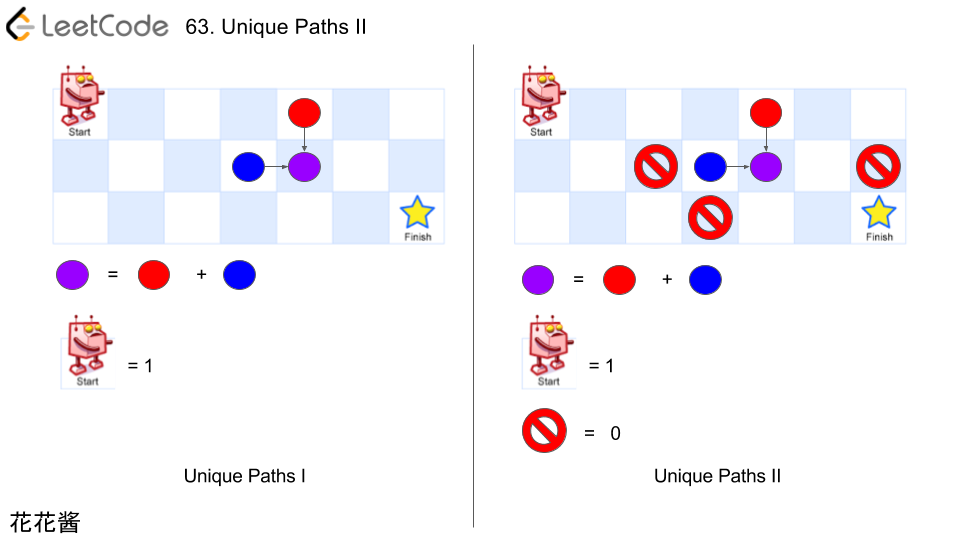 LeetCode 63. Unique Paths II
Start
Finish
= +
Start
= 1
Unique Paths I
Start
Finish
= +
Start
= 1
= 0
Unique Paths II
花花酱